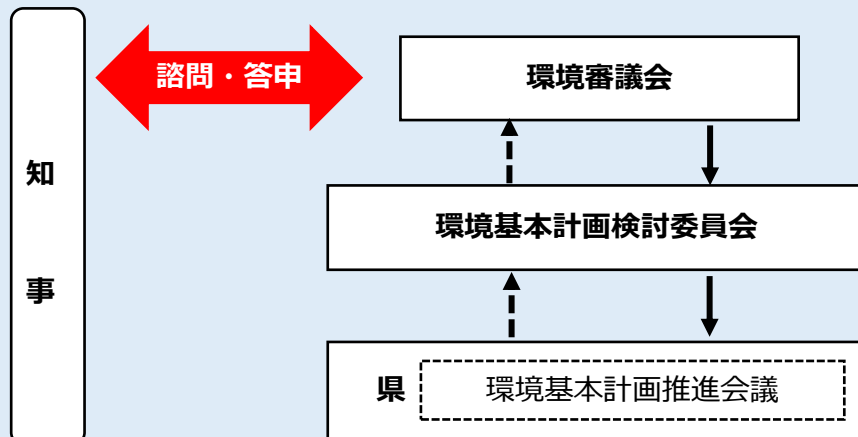 知事
諮問・答申
環境審議会
環境基本計画検討委員会
県
環境基本計画推進会議